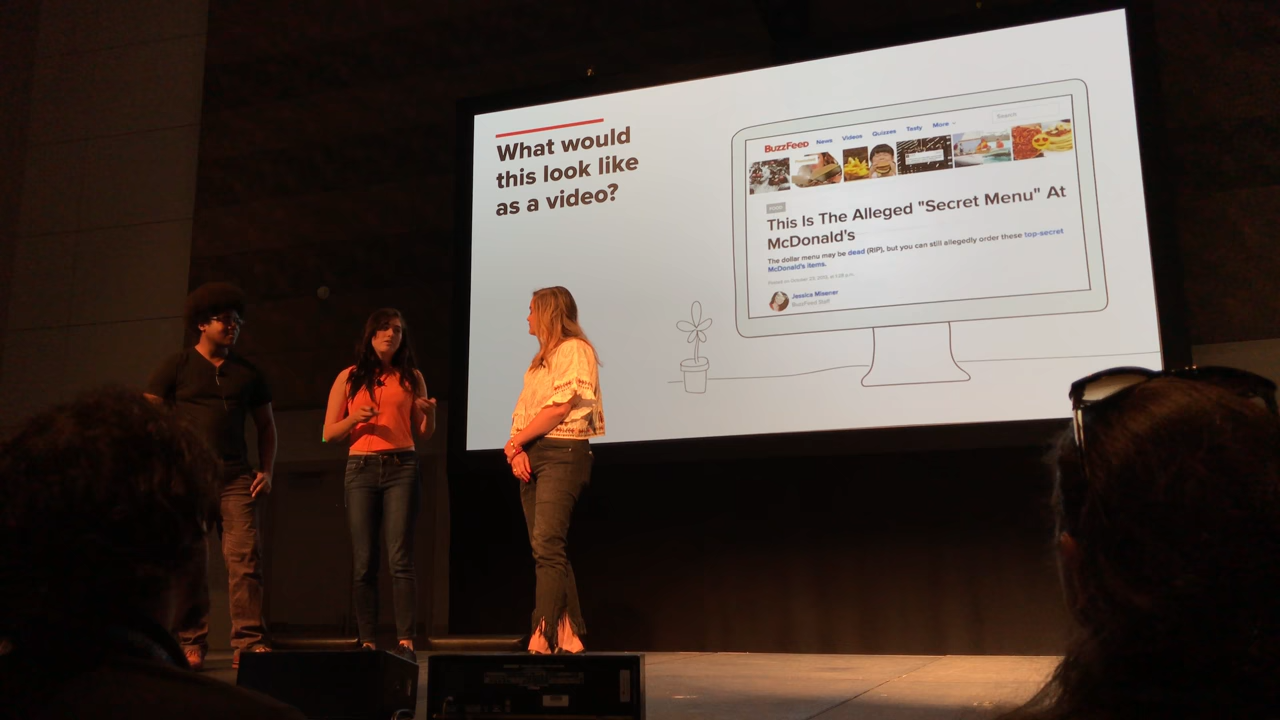 What would
this look like
as a video?
BuzzFeeD News Videos Quizzes Tasty More Search
This Is The Alleged "Secret Menu" At
McDonald's
The dollar menu may be dead (RIP), but you can still allegedly order these top-secret
McDonald's items.
Jessica Misener
BuzzFeed Staff